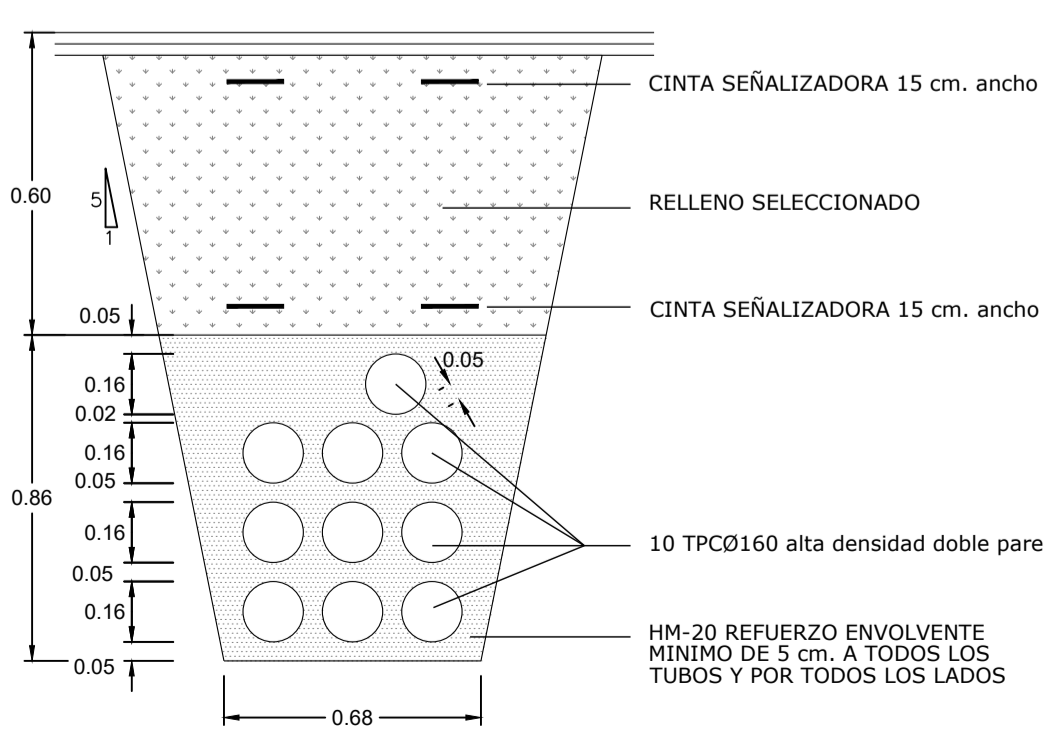 CINTA SEÑALIZADORA 15 cm. ancho
0.60
5
1
RELLENO SELECCIONADO
CINTA SEÑALIZADORA 15 cm. ancho
0.05
0.05
0.16
0.02
0.16
0.05
0.86
0.16
10 TPCØ160 alta densidad doble pare
0.05
0.16
HM-20 REFUERZO ENVOLVENTE
MINIMO DE 5 cm. A TODOS LOS
TUBOS Y POR TODOS LOS LADOS
0.05
0.68